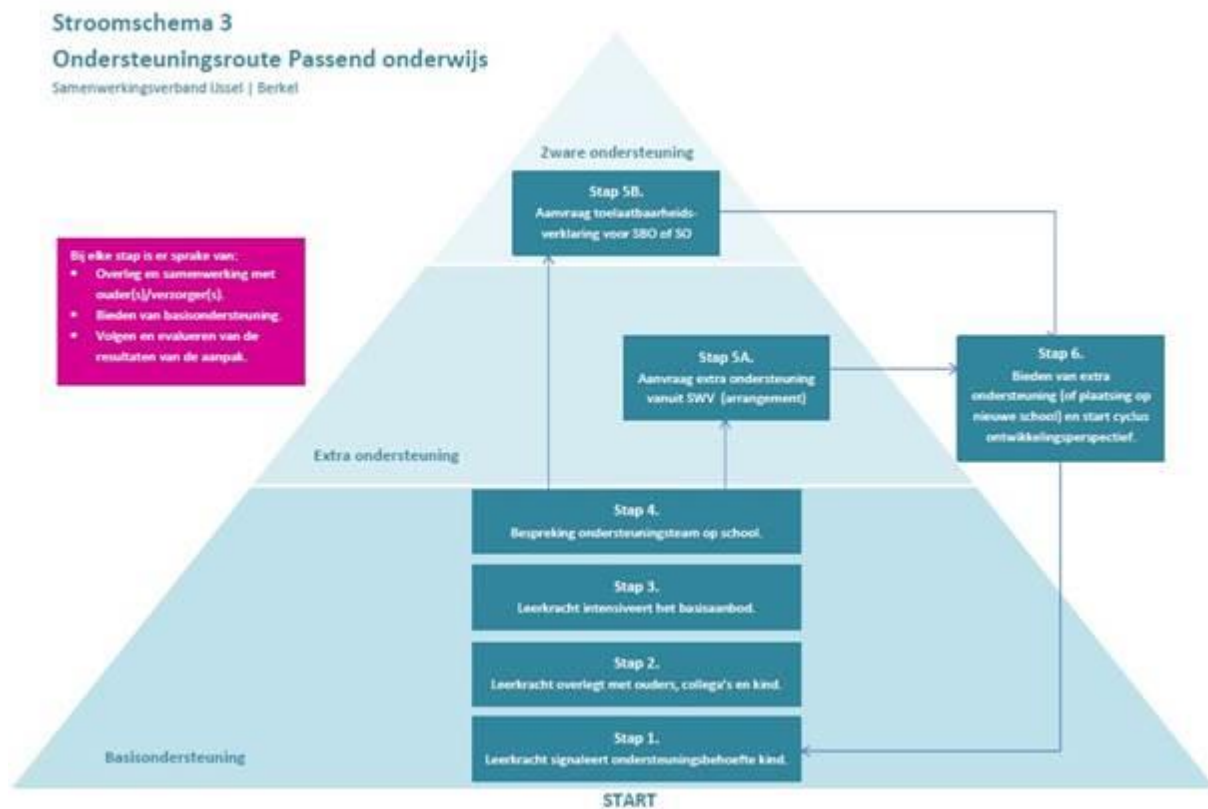 Stroomschema 3
Ondersteuningsroute Passend onderwijs
Samenwerkingsverband IJssel | Berkel
Zware ondersteuning
Stap 5B.
Aanvraag toelaatbaarheids-
verklaring voor SBO of SO
Bij elke stap is er sprake van:
▪ Overleg en samenwerking met
ouder(s)/verzorger(s).
▪ Bieden van basisondersteuning.
▪ Volgen en evalueren van de
resultaten van de aanpak.
Stap 5A.
Aanvraag extra ondersteuning
vanuit SWV (arrangement)
Stap 6.
Bieden van extra
ondersteuning (of plaatsing op
nieuwe school) en start cyclus
ontwikkelingsperspectief.
Extra ondersteuning
Stap 4.
Bespreking ondersteuningsteam op school.
Stap 3.
Leerkracht intensiveert het basisaanbod.
Stap 2.
Leerkracht overlegt met ouders, collega's en kind.
Stap 1.
Leerkracht signaleert ondersteuningsbehoefte kind.
Basisondersteuning
START